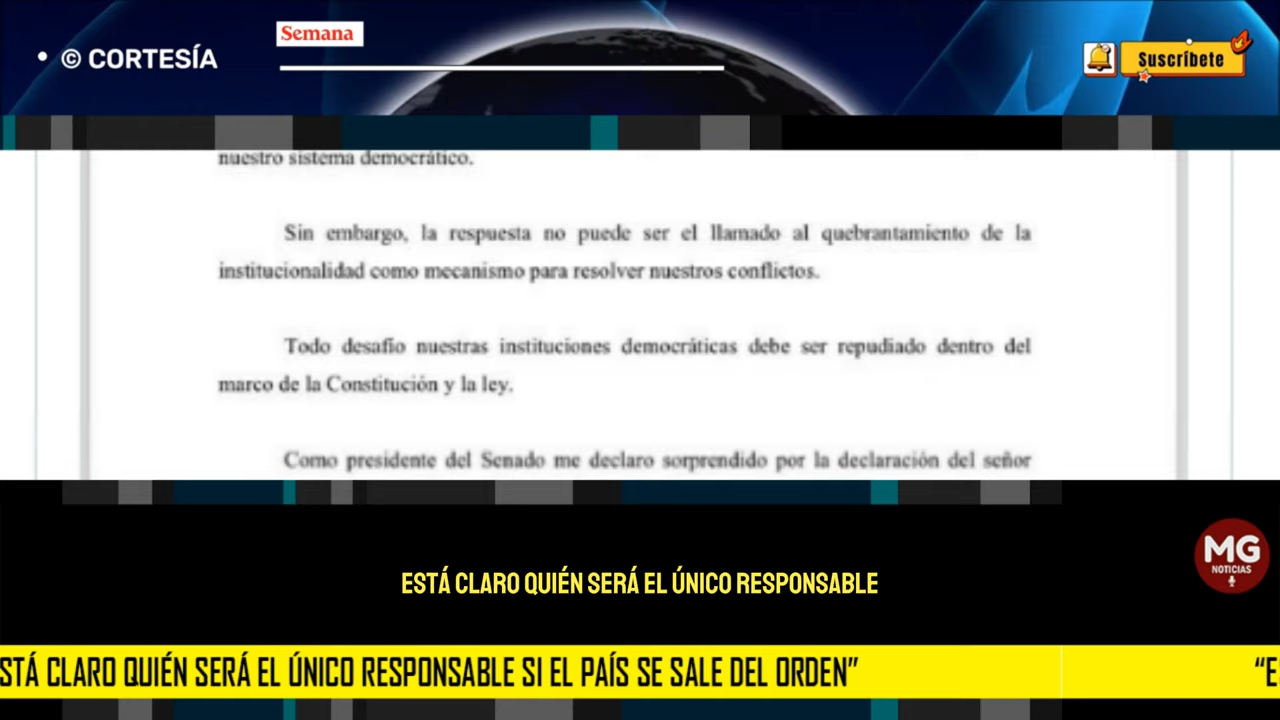 • © CORTESÍA
Semana
Suscríbete
nuestro sistema democrático.
Sin embargo, la respuesta no puede ser el llamado al quebrantamiento de la
institucionalidad como mecanismo para resolver nuestros conflictos.
Todo desafío nuestras instituciones democráticas debe ser repudiado dentro del
marco de la Constitución y la ley.
Como presidente del Senado me declaro sorprendido por la declaración del señor
MG
NOTICIAS
ESTÁ CLARO QUIÉN SERÁ EL ÚNICO RESPONSABLE
STÁ CLARO QUIÉN SERÁ EL ÚNICO RESPONSABLE SI EL PAÍS SE SALE DEL ORDEN” “E